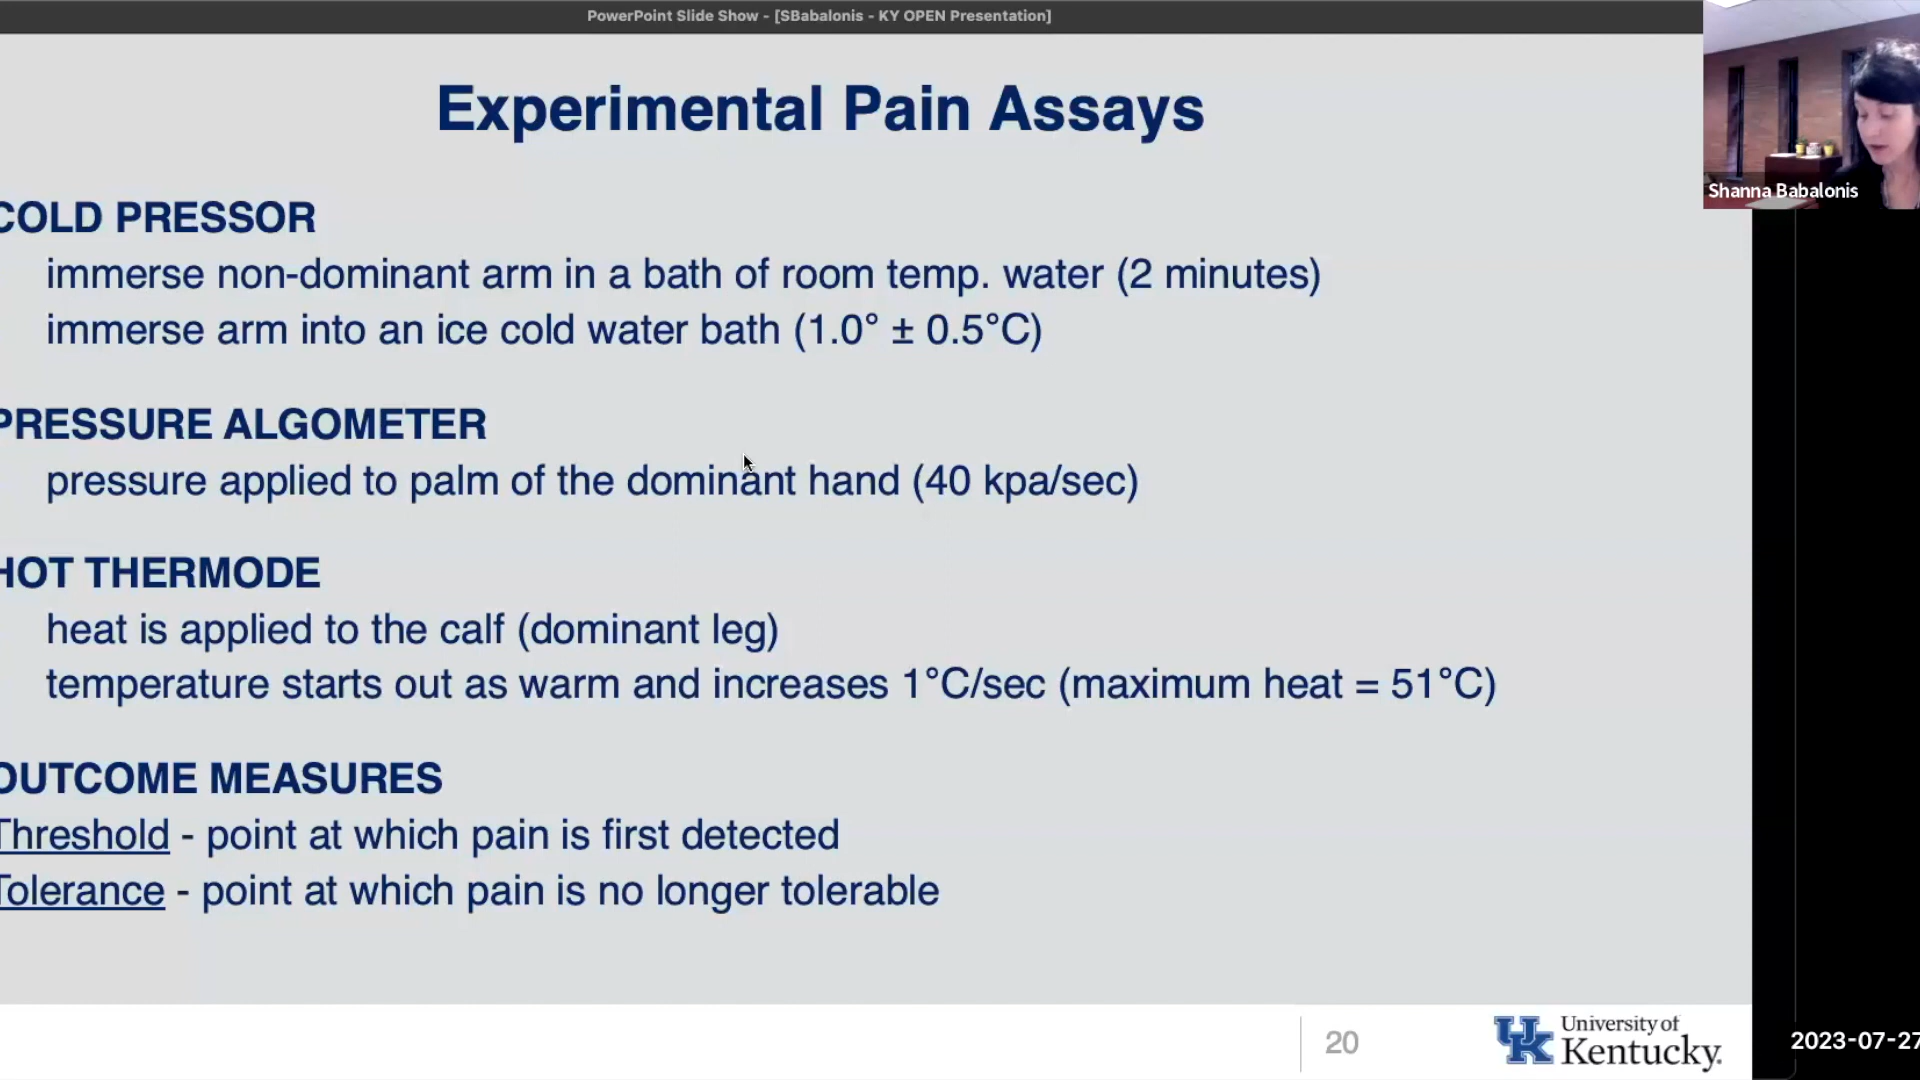 PowerPoint Slide Show - [SBabalonis - KY OPEN Presentation]
Experimental Pain Assays
COLD PRESSOR
immerse non-dominant arm in a bath of room temp. water (2 minutes)
immerse arm into an ice cold water bath (1.0° ± 0.5°C)
PRESSURE ALGOMETER
pressure applied to palm of the dominant hand (40 kpa/sec)
HOT THERMODE
heat is applied to the calf (dominant leg)
temperature starts out as warm and increases 1°C/sec (maximum heat = 51°C)
OUTCOME MEASURES
Threshold - point at which pain is first detected
Tolerance - point at which pain is no longer tolerable
Shanna Babalonis
20
UK
University of
Kentucky.
2023-07-27